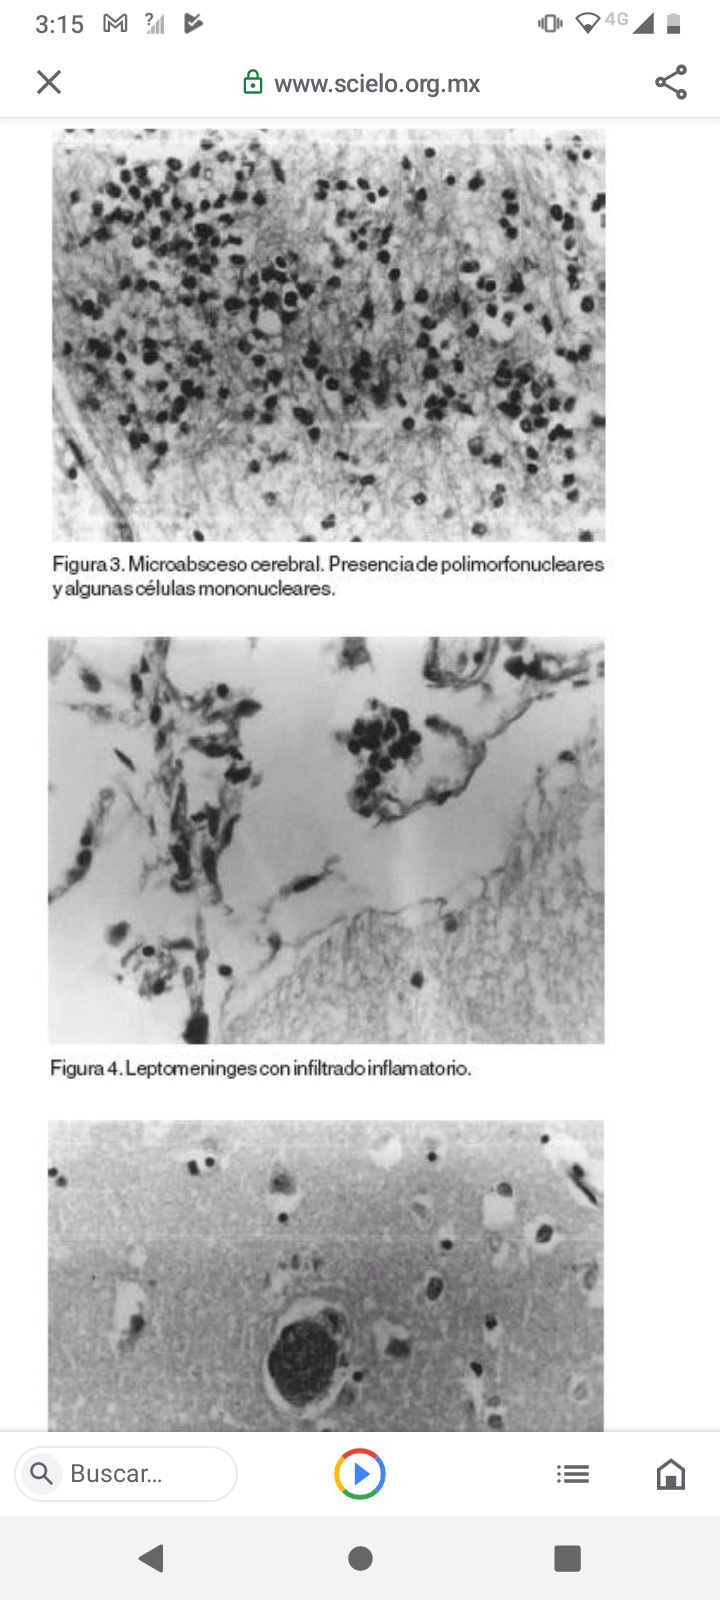 3:15
?
4G
www.scielo.org.mx
Figura 3. Microabsceso cerebral. Presencia de polimorfonucleares
y algunas células mononucleares.
Figura 4. Leptomeninges con infiltrado inflamatorio.
Buscar...